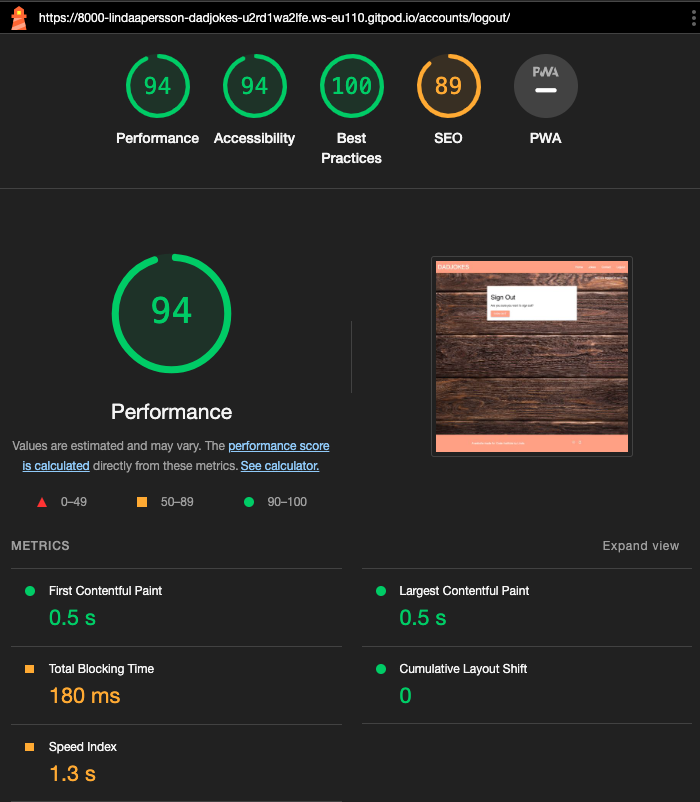 https://8000-lindaapersson-dadjokes-u2rd1wa2lfe.ws-eu110.gitpod.io/accounts/logout/
94
94
100
89
PWA
Performance
Accessibility
Best
Practices
SEO
PWA
94
Performance
Values are estimated and may vary. The performance score
is calculated directly from these metrics. See calculator.
0–49
50–89
90–100
DADJOKES
Sign Out
METRICS
Expand view
First Contentful Paint
0.5 s
Largest Contentful Paint
0.5 s
Total Blocking Time
180 ms
Cumulative Layout Shift
0
Speed Index
1.3 s